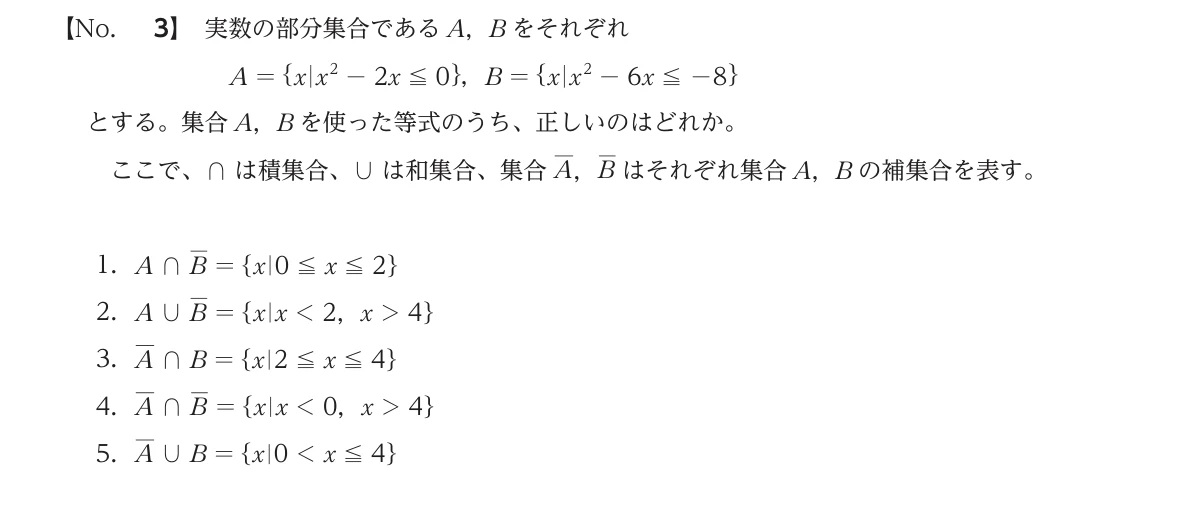 【No. 3】 実数の部分集合である A, B をそれぞれ
A = {x|x² − 2x ≦ 0}, B = {x|x² − 6x ≦ −8}
とする。集合 A, B を使った等式のうち、正しいのはどれか。
ここで、∩ は積集合、∪ は和集合、集合 A̅, B̅ はそれぞれ集合 A, B の補集合を表す。
1. A ∩ B̅ = {x|0 ≦ x ≦ 2}
2. A ∪ B̅ = {x|x < 2, x > 4}
3. A̅ ∩ B = {x|2 ≦ x ≦ 4}
4. A̅ ∩ B̅ = {x|x < 0, x > 4}
5. A̅ ∪ B = {x|0 < x ≦ 4}